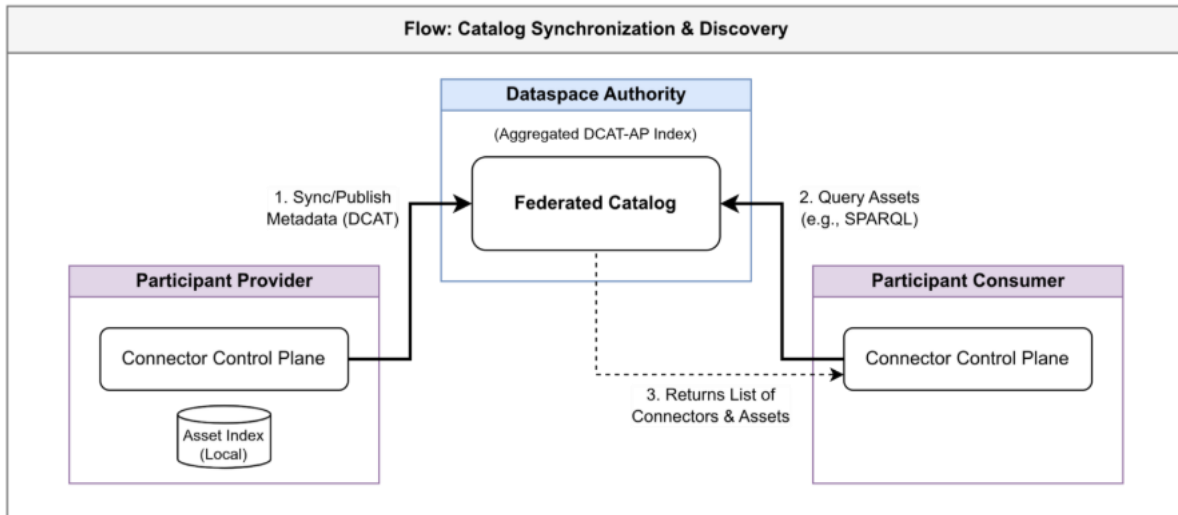 Flow: Catalog Synchronization & Discovery
Dataspace Authority
(Aggregated DCAT-AP Index)
Federated Catalog
1. Sync/Publish
Metadata (DCAT)
2. Query Assets
(e.g., SPARQL)
Participant Provider
Connector Control Plane
Asset Index
(Local)
Participant Consumer
Connector Control Plane
3. Returns List of
Connectors & Assets